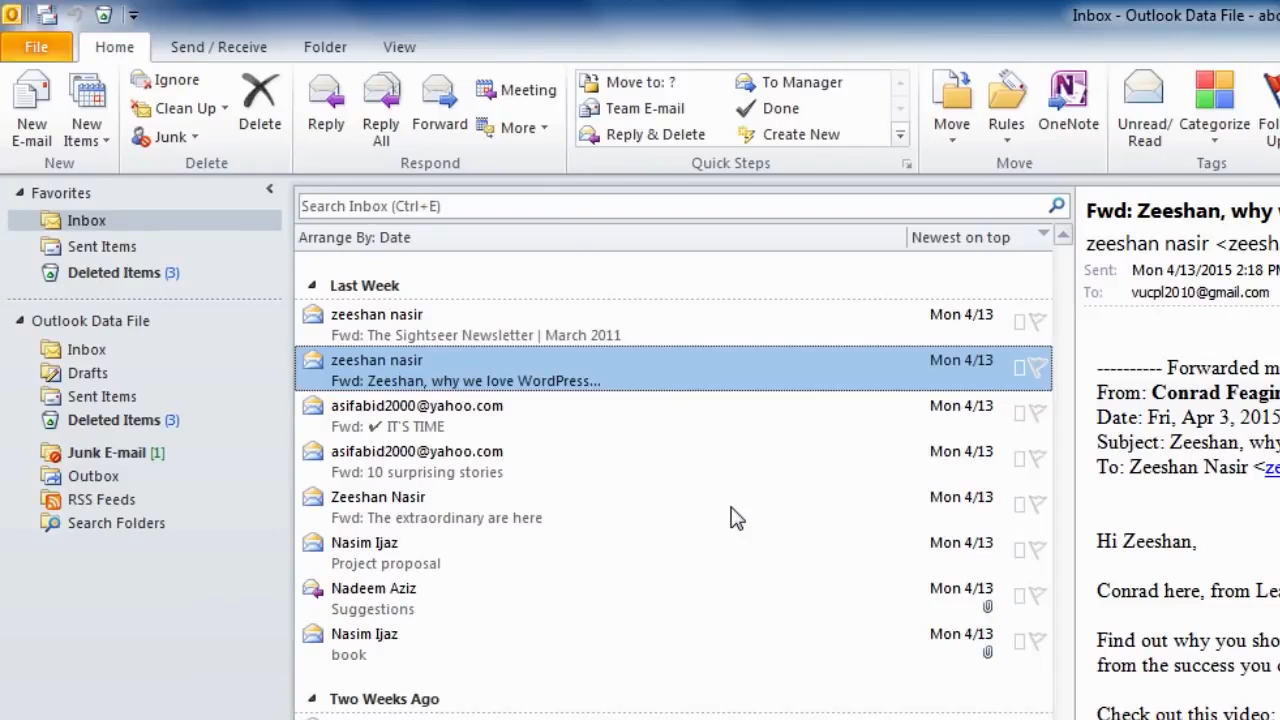 Inbox - Outlook Data File - abo
File Home Send / Receive Folder View
New E-mail
New Items
New
Ignore
Clean Up
Junk
Delete
Delete
Reply
Reply All
Forward
Meeting
More
Respond
Move to: ?
Team E-mail
Reply & Delete
To Manager
Done
Create New
Quick Steps
Move
Rules
OneNote
Move
Unread/ Read
Categorize
Follo
Up
Tags
Favorites
Inbox
Sent Items
Deleted Items (3)
Outlook Data File
Inbox
Drafts
Sent Items
Deleted Items (3)
Junk E-mail [1]
Outbox
RSS Feeds
Search Folders
Search Inbox (Ctrl+E)
Arrange By: Date Newest on top
Last Week
zeeshan nasir Mon 4/13
Fwd: The Sightseer Newsletter | March 2011
zeeshan nasir Mon 4/13
Fwd: Zeeshan, why we love WordPress...
asifabid2000@yahoo.com Mon 4/13
Fwd: ✔ IT'S TIME
asifabid2000@yahoo.com Mon 4/13
Fwd: 10 surprising stories
Zeeshan Nasir Mon 4/13
Fwd: The extraordinary are here
Nasim Ijaz Mon 4/13
Project proposal
Nadeem Aziz Mon 4/13
Suggestions
Nasim Ijaz Mon 4/13
book
Two Weeks Ago
Fwd: Zeeshan, why
zeeshan nasir <zeesh
Sent: Mon 4/13/2015 2:18 PM
To: vucpl2010@gmail.com
---------- Forwarded m
From: Conrad Feagin
Date: Fri, Apr 3, 2015
Subject: Zeeshan, why
To: Zeeshan Nasir <ze
Hi Zeeshan,
Conrad here, from Lea
Find out why you sho
from the success you
Check out this video: